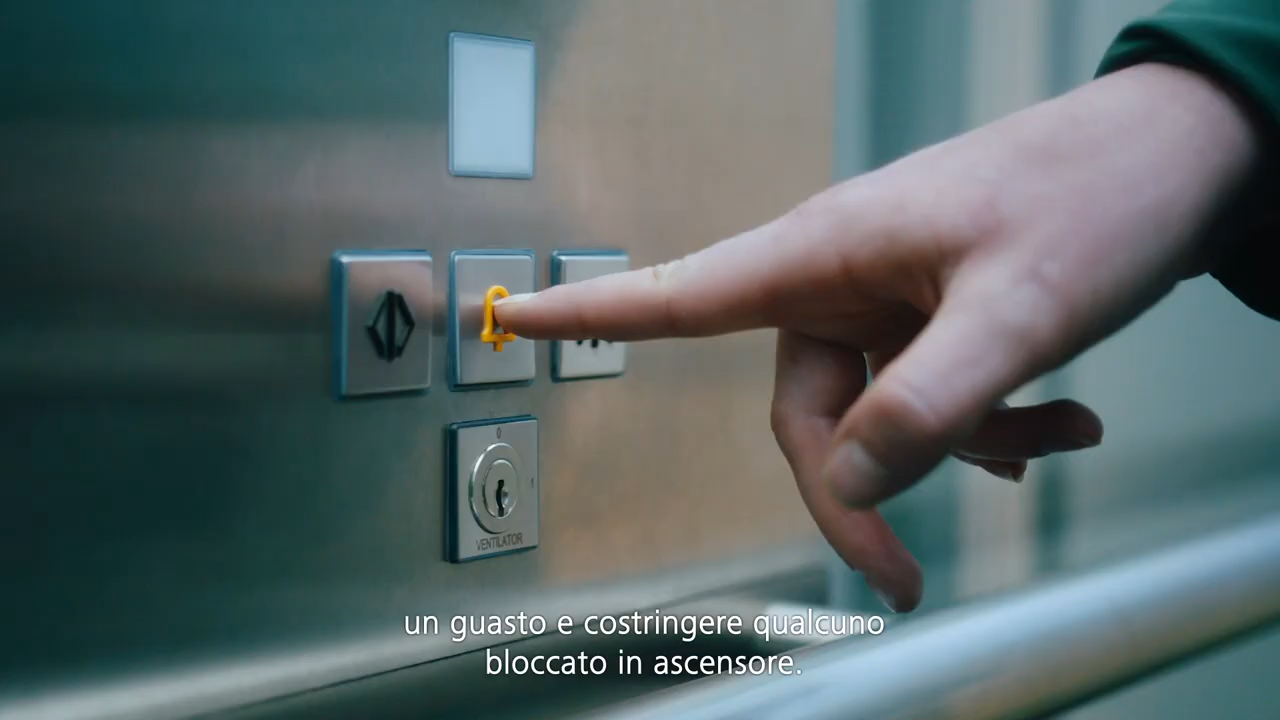 VENTILATOR
un guasto e costringere qualcuno
bloccato in ascensore.